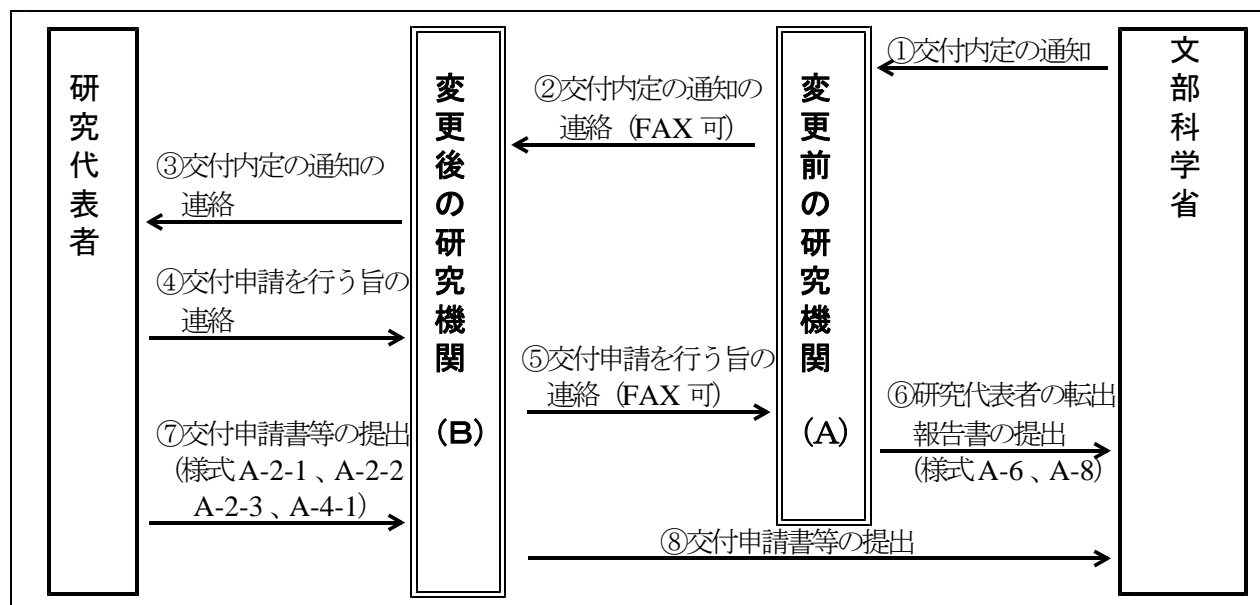 研究代表者
変更後の研究機関
(B)
変更前の研究機関
(A)
文部科学省
①交付内定の通知
②交付内定の通知の
連絡(FAX 可)
③交付内定の通知の
連絡
④交付申請を行う旨の
連絡
⑤交付申請を行う旨の
連絡(FAX 可)
⑥研究代表者の転出
報告書の提出
(様式 A-6 、A-8)
⑦交付申請書等の提出
(様式 A-2-1 、A-2-2
A-2-3 、A-4-1)
⑧交付申請書等の提出